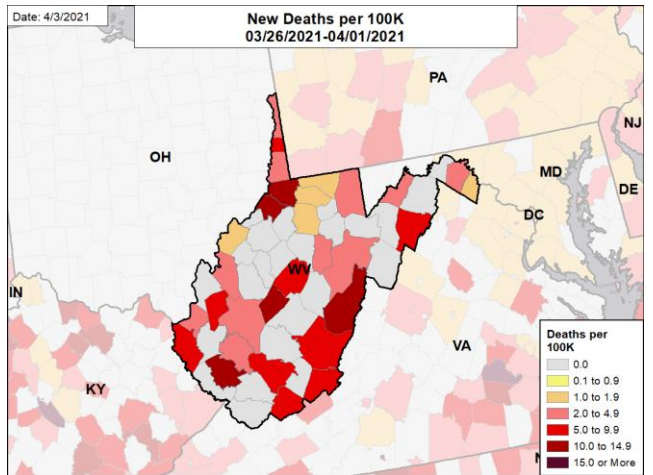 Date: 4/3/2021
New Deaths per 100K
03/26/2021-04/01/2021
PA
NJ
OH
MD
DE
DC
WV
IN
VA
KY
N
Deaths per
100K
0.0
0.1 to 0.9
1.0 to 1.9
2.0 to 4.9
5.0 to 9.9
10.0 to 14.9
15.0 or More